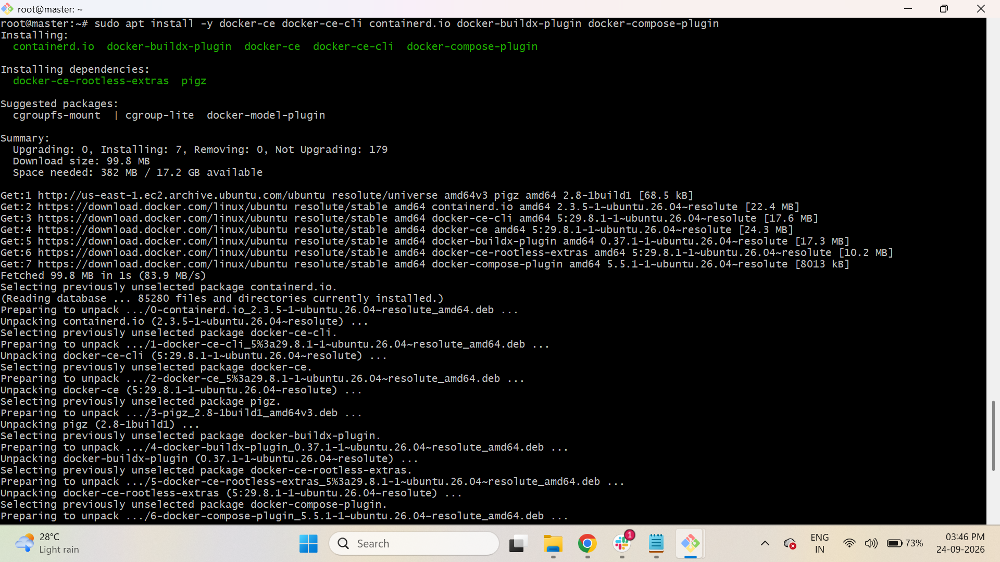 root@master: ~
root@master:~# sudo apt install -y docker-ce docker-ce-cli containerd.io docker-buildx-plugin docker-compose-plugin
Installing:
  containerd.io  docker-buildx-plugin  docker-ce  docker-ce-cli  docker-compose-plugin

Installing dependencies:
  docker-ce-rootless-extras  pigz

Suggested packages:
  cgroupfs-mount  | cgroup-lite  docker-model-plugin

Summary:
  Upgrading: 0, Installing: 7, Removing: 0, Not Upgrading: 179
  Download size: 99.8 MB
  Space needed: 382 MB / 17.2 GB available

Get:1 http://us-east-1.ec2.archive.ubuntu.com/ubuntu resolute/universe amd64v3 pigz amd64 2.8-1build1 [68.5 kB]
Get:2 https://download.docker.com/linux/ubuntu resolute/stable amd64 containerd.io amd64 2.3.5-1~ubuntu.26.04~resolute [22.4 MB]
Get:3 https://download.docker.com/linux/ubuntu resolute/stable amd64 docker-ce-cli amd64 5:29.8.1-1~ubuntu.26.04~resolute [17.6 MB]
Get:4 https://download.docker.com/linux/ubuntu resolute/stable amd64 docker-ce amd64 5:29.8.1-1~ubuntu.26.04~resolute [24.3 MB]
Get:5 https://download.docker.com/linux/ubuntu resolute/stable amd64 docker-buildx-plugin amd64 0.37.1-1~ubuntu.26.04~resolute [17.3 MB]
Get:6 https://download.docker.com/linux/ubuntu resolute/stable amd64 docker-ce-rootless-extras amd64 5:29.8.1-1~ubuntu.26.04~resolute [10.2 MB]
Get:7 https://download.docker.com/linux/ubuntu resolute/stable amd64 docker-compose-plugin amd64 5.5.1-1~ubuntu.26.04~resolute [8013 kB]
Fetched 99.8 MB in 1s (83.9 MB/s)
Selecting previously unselected package containerd.io.
(Reading database ... 85280 files and directories currently installed.)
Preparing to unpack .../0-containerd.io_2.3.5-1~ubuntu.26.04~resolute_amd64.deb ...
Unpacking containerd.io (2.3.5-1~ubuntu.26.04~resolute) ...
Selecting previously unselected package docker-ce-cli.
Preparing to unpack .../1-docker-ce-cli_5%3a29.8.1-1~ubuntu.26.04~resolute_amd64.deb ...
Unpacking docker-ce-cli (5:29.8.1-1~ubuntu.26.04~resolute) ...
Selecting previously unselected package docker-ce.
Preparing to unpack .../2-docker-ce_5%3a29.8.1-1~ubuntu.26.04~resolute_amd64.deb ...
Unpacking docker-ce (5:29.8.1-1~ubuntu.26.04~resolute) ...
Selecting previously unselected package pigz.
Preparing to unpack .../3-pigz_2.8-1build1_amd64v3.deb ...
Unpacking pigz (2.8-1build1) ...
Selecting previously unselected package docker-buildx-plugin.
Preparing to unpack .../4-docker-buildx-plugin_0.37.1-1~ubuntu.26.04~resolute_amd64.deb ...
Unpacking docker-buildx-plugin (0.37.1-1~ubuntu.26.04~resolute) ...
Selecting previously unselected package docker-ce-rootless-extras.
Preparing to unpack .../5-docker-ce-rootless-extras_5%3a29.8.1-1~ubuntu.26.04~resolute_amd64.deb ...
Unpacking docker-ce-rootless-extras (5:29.8.1-1~ubuntu.26.04~resolute) ...
Selecting previously unselected package docker-compose-plugin.
Preparing to unpack .../6-docker-compose-plugin_5.5.1-1~ubuntu.26.04~resolute_amd64.deb ...
28°C
Light rain
Search
1
ENG
IN
73%
03:46 PM
24-09-2026